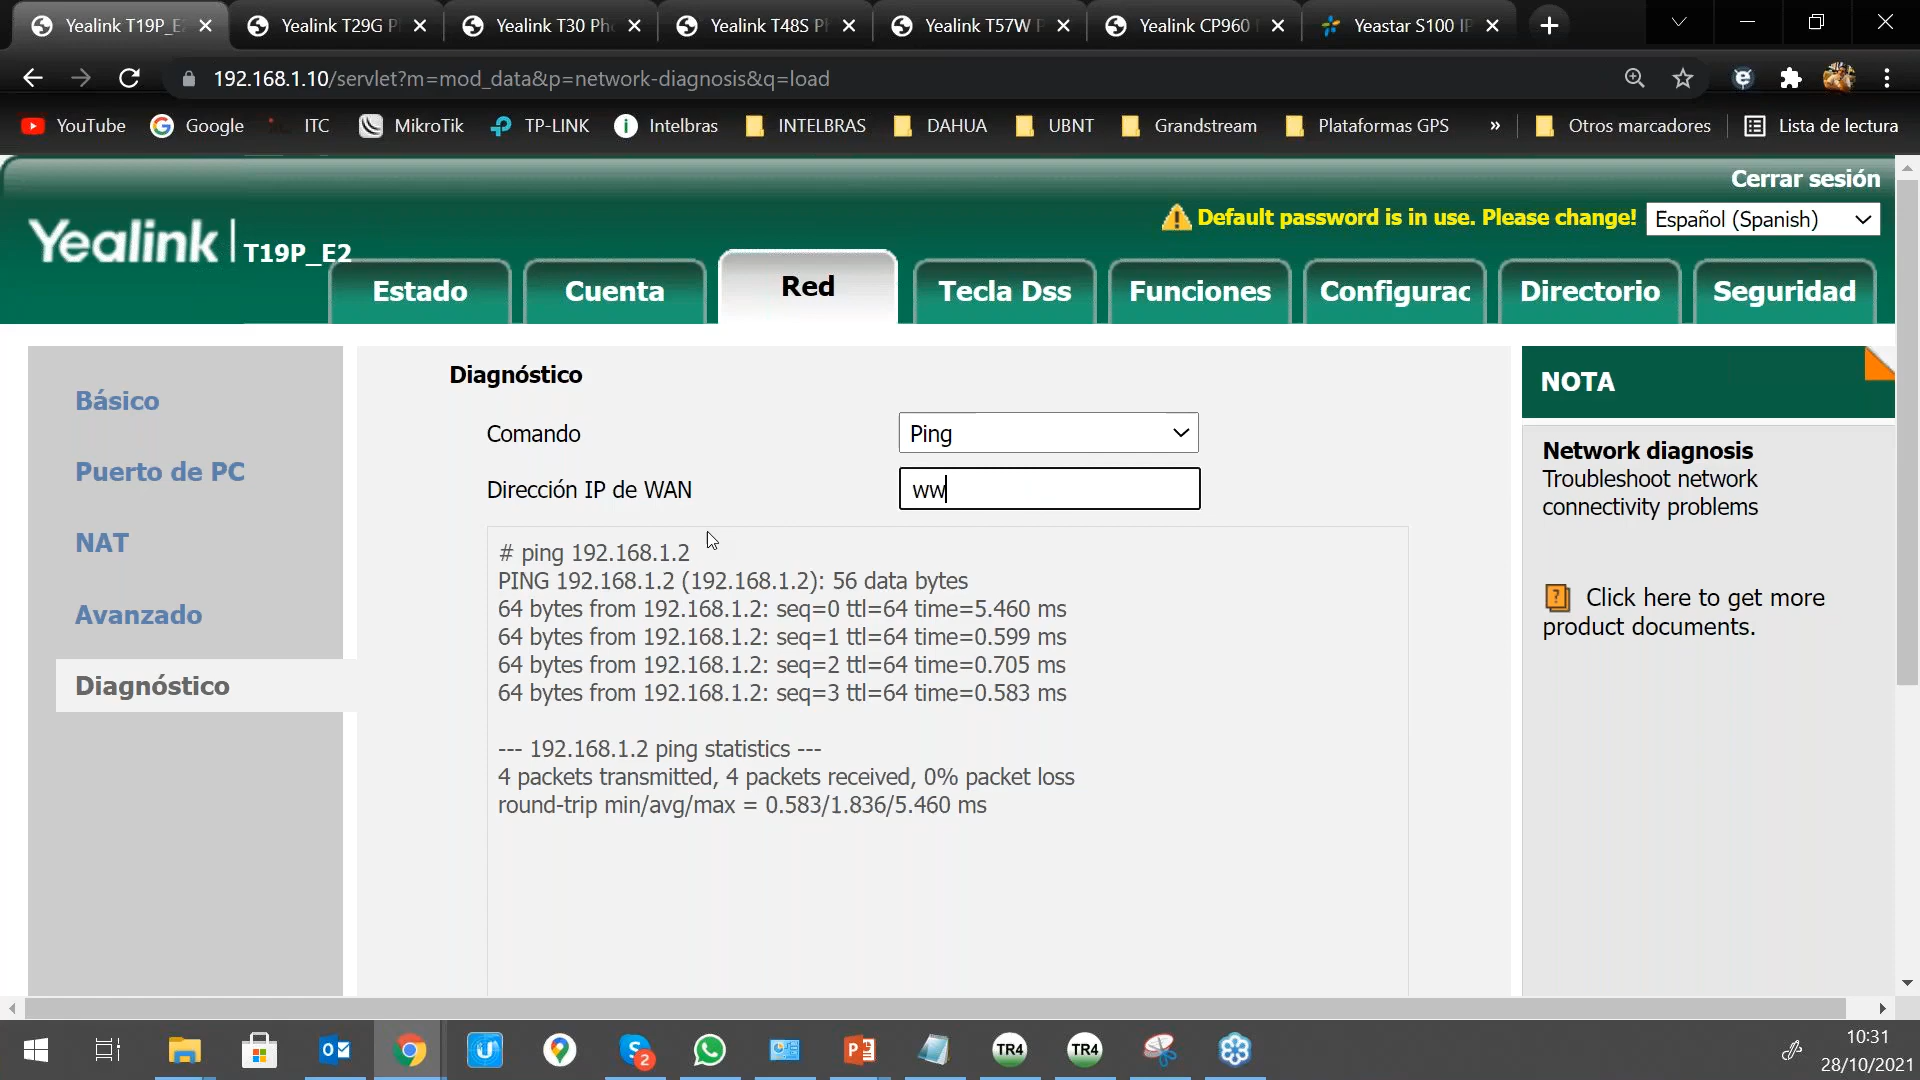 Yealink T19P_E2
Yealink T29G P
Yealink T30 Pho
Yealink T48S Ph
Yealink T57W P
Yealink CP960
Yeastar S100 IP
192.168.1.10/servlet?m=mod_data&p=network-diagnosis&q=load
YouTube
Google
ITC
MikroTik
TP-LINK
Intelbras
INTELBRAS
DAHUA
UBNT
Grandstream
Plataformas GPS
»
Otros marcadores
Lista de lectura
Cerrar sesión
Default password is in use. Please change!
Español (Spanish)
Yealink | T19P_E2
Estado
Cuenta
Red
Tecla Dss
Funciones
Configurac
Directorio
Seguridad
Básico
Puerto de PC
NAT
Avanzado
Diagnóstico
Diagnóstico
Comando
Ping
Dirección IP de WAN
ww
# ping 192.168.1.2
PING 192.168.1.2 (192.168.1.2): 56 data bytes
64 bytes from 192.168.1.2: seq=0 ttl=64 time=5.460 ms
64 bytes from 192.168.1.2: seq=1 ttl=64 time=0.599 ms
64 bytes from 192.168.1.2: seq=2 ttl=64 time=0.705 ms
64 bytes from 192.168.1.2: seq=3 ttl=64 time=0.583 ms
--- 192.168.1.2 ping statistics ---
4 packets transmitted, 4 packets received, 0% packet loss
round-trip min/avg/max = 0.583/1.836/5.460 ms
NOTA
Network diagnosis
Troubleshoot network
connectivity problems
Click here to get more
product documents.
2
TR4
TR4
10:31
28/10/2021